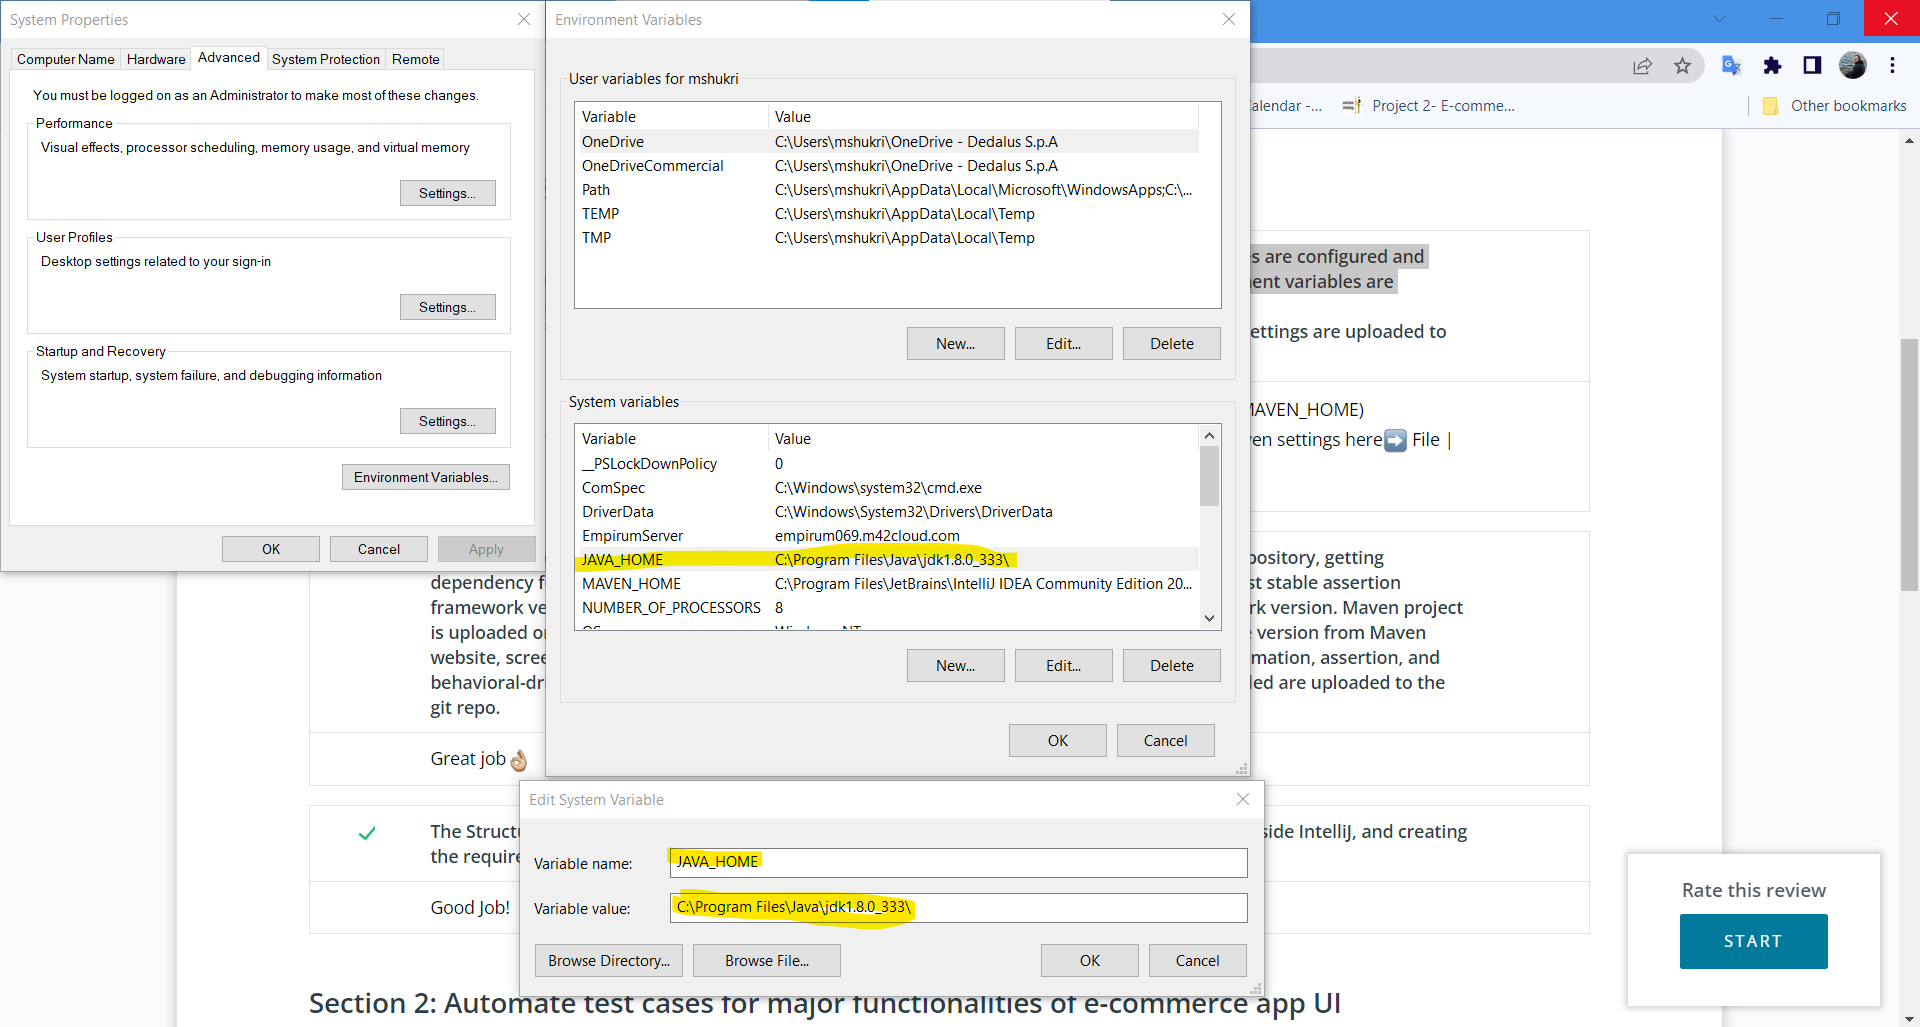 System Properties
Computer Name
Hardware
Advanced
System Protection
Remote
You must be logged on as an Administrator to make most of these changes.
Performance
Visual effects, processor scheduling, memory usage, and virtual memory
Settings...
User Profiles
Desktop settings related to your sign-in
Settings...
Startup and Recovery
System startup, system failure, and debugging information
Settings...
Environment Variables...
OK
Cancel
Apply
Environment Variables
User variables for mshukri
Variable Value
OneDrive C:\Users\mshukri\OneDrive - Dedalus S.p.A
OneDriveCommercial C:\Users\mshukri\OneDrive - Dedalus S.p.A
Path C:\Users\mshukri\AppData\Local\Microsoft\WindowsApps;C:\...
TEMP C:\Users\mshukri\AppData\Local\Temp
TMP C:\Users\mshukri\AppData\Local\Temp
New...
Edit...
Delete
System variables
Variable Value
__PSLockDownPolicy 0
ComSpec C:\Windows\system32\cmd.exe
DriverData C:\Windows\System32\Drivers\DriverData
EmpirumServer empirum069.m42cloud.com
JAVA_HOME C:\Program Files\Java\jdk1.8.0_333\
MAVEN_HOME C:\Program Files\JetBrains\IntelliJ IDEA Community Edition 20...
NUMBER_OF_PROCESSORS 8
New...
Edit...
Delete
OK
Cancel
Edit System Variable
Variable name: JAVA_HOME
Variable value: C:\Program Files\Java\jdk1.8.0_333\
Browse Directory...
Browse File...
OK
Cancel
alendar -...
Project 2- E-comme...
Other bookmarks
s are configured and
ent variables are
ettings are uploaded to
MAVEN_HOME)
en settings here➡️ File |
dependency f
framework ve
is uploaded o
website, scree
behavioral-dr
git repo.
ository, getting
st stable assertion
rk version. Maven project
e version from Maven
mation, assertion, and
ed are uploaded to the
Great job👌🏼
The Struct
the require
side IntelliJ, and creating
Good Job!
Section 2: Automate test cases for major functionalities of e-commerce app UI
Rate this review
START